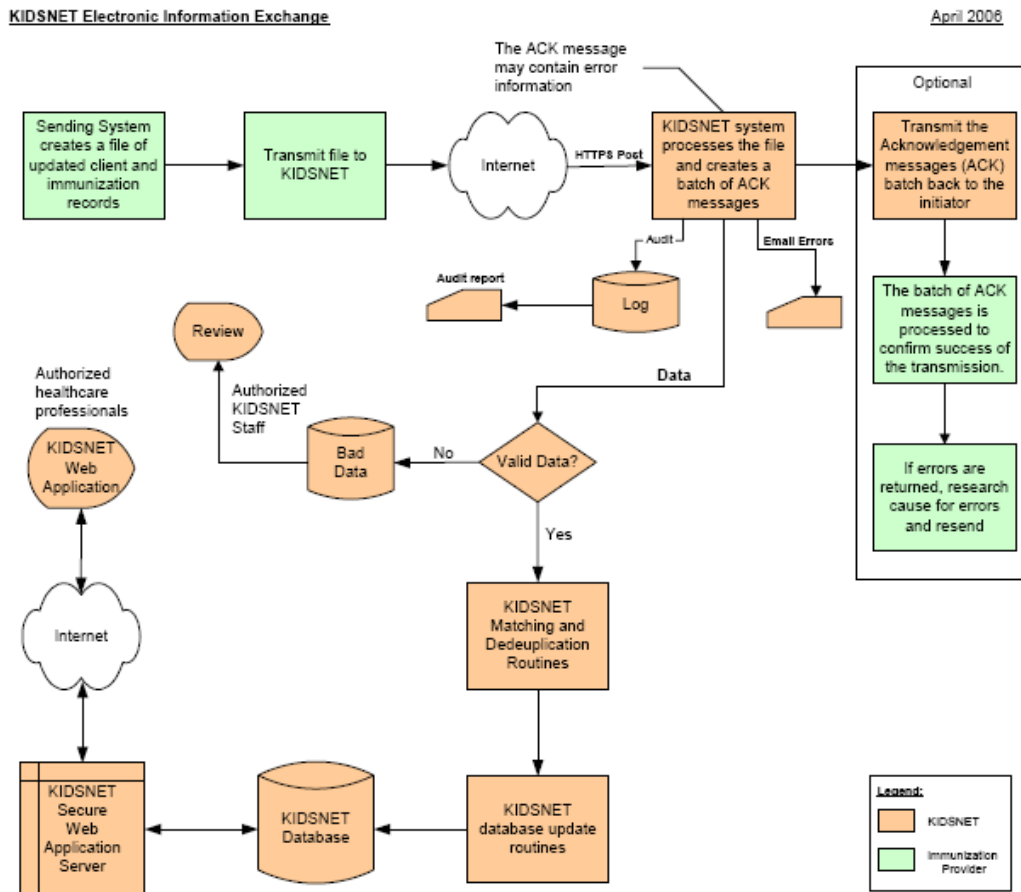 KIDSNET Electronic Information Exchange
April 2006
The ACK message
may contain error
information
Optional
Sending System
creates a file of
updated client and
immunization
records
Transmit file to
KIDSNET
Internet
HTTPS Post
KIDSNET system
processes the file
and creates a
batch of ACK
messages
Transmit the
Acknowledgement
messages (ACK)
batch back to the
initiator
Audit
Email Errors
Audit report
Log
The batch of ACK
messages is
processed to
confirm success of
the transmission.
Review
Data
Authorized
healthcare
professionals
Authorized
KIDSNET
Staff
KIDSNET
Web
Application
Bad
Data
No
Valid Data?
If errors are
returned, research
cause for errors
and resend
Yes
KIDSNET
Matching and
Dedeuplication
Routines
Internet
KIDSNET
Secure
Web
Application
Server
KIDSNET
Database
KIDSNET
database update
routines
Legend:
KIDSNET
Immunization
Provider